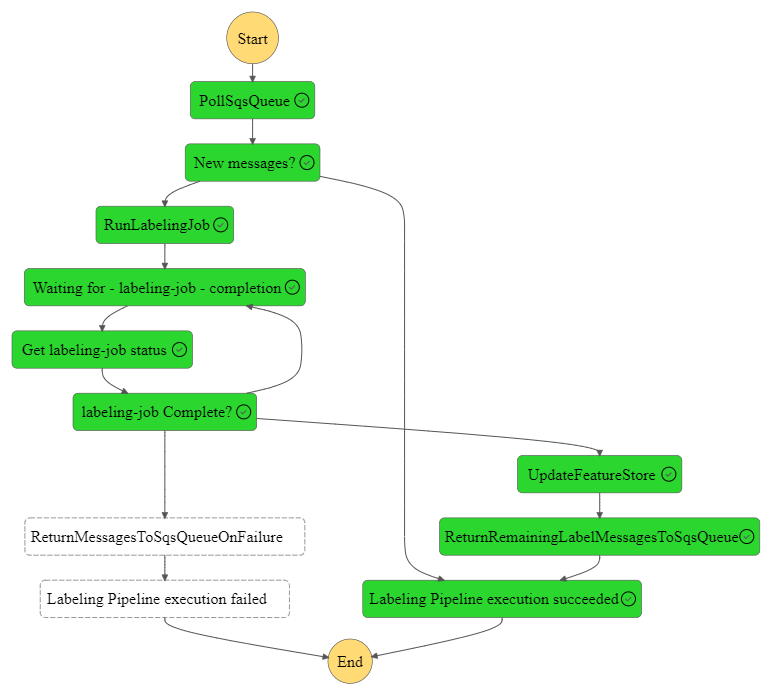 Start
PollSqsQueue
New messages?
RunLabelingJob
Waiting for - labeling-job - completion
Get labeling-job status
labeling-job Complete?
UpdateFeatureStore
ReturnMessagesToSqsQueueOnFailure
ReturnRemainingLabelMessagesToSqsQueue
Labeling Pipeline execution failed
Labeling Pipeline execution succeeded
End